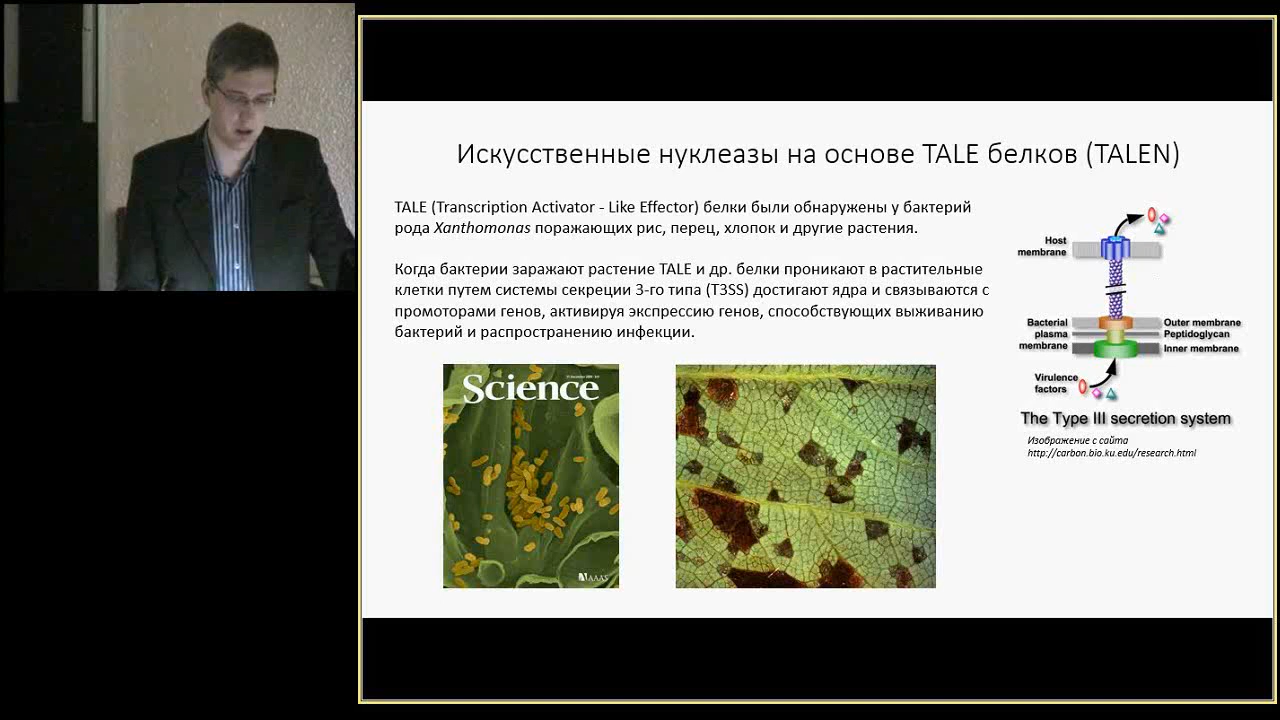 Искусственные нуклеазы на основе TALE белков (TALEN)
TALE (Transcription Activator - Like Effector) белки были обнаружены у бактерий
рода Xanthomonas поражающих рис, перец, хлопок и другие растения.
Когда бактерии заражают растение TALE и др. белки проникают в растительные
клетки путем системы секреции 3-го типа (T3SS) достигают ядра и связываются с
промоторами генов, активируя экспрессию генов, способствующих выживанию
бактерий и распространению инфекции.
Science
AAAS
Host
membrane
Bacterial
plasma
membrane
Outer membrane
Peptidoglycan
Inner membrane
Virulence
factors
The Type III secretion system
Изображение с сайта
http://carbon.bio.ku.edu/research.html